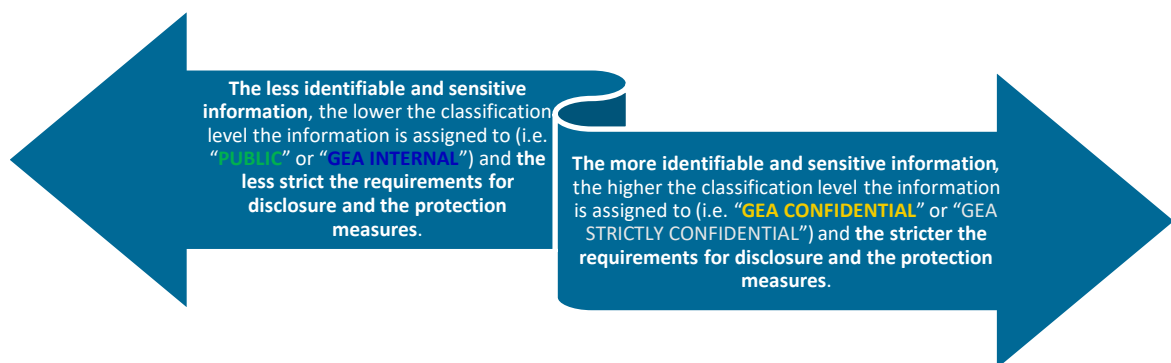 The less identifiable and sensitive
information, the lower the classification
level the information is assigned to (i.e.
“PUBLIC” or “GEA INTERNAL”) and the
less strict the requirements for
disclosure and the protection
measures.
The more identifiable and sensitive information,
the higher the classification level the information
is assigned to (i.e. “GEA CONFIDENTIAL” or “GEA
STRICTLY CONFIDENTIAL”) and the stricter the
requirements for disclosure and the protection
measures.